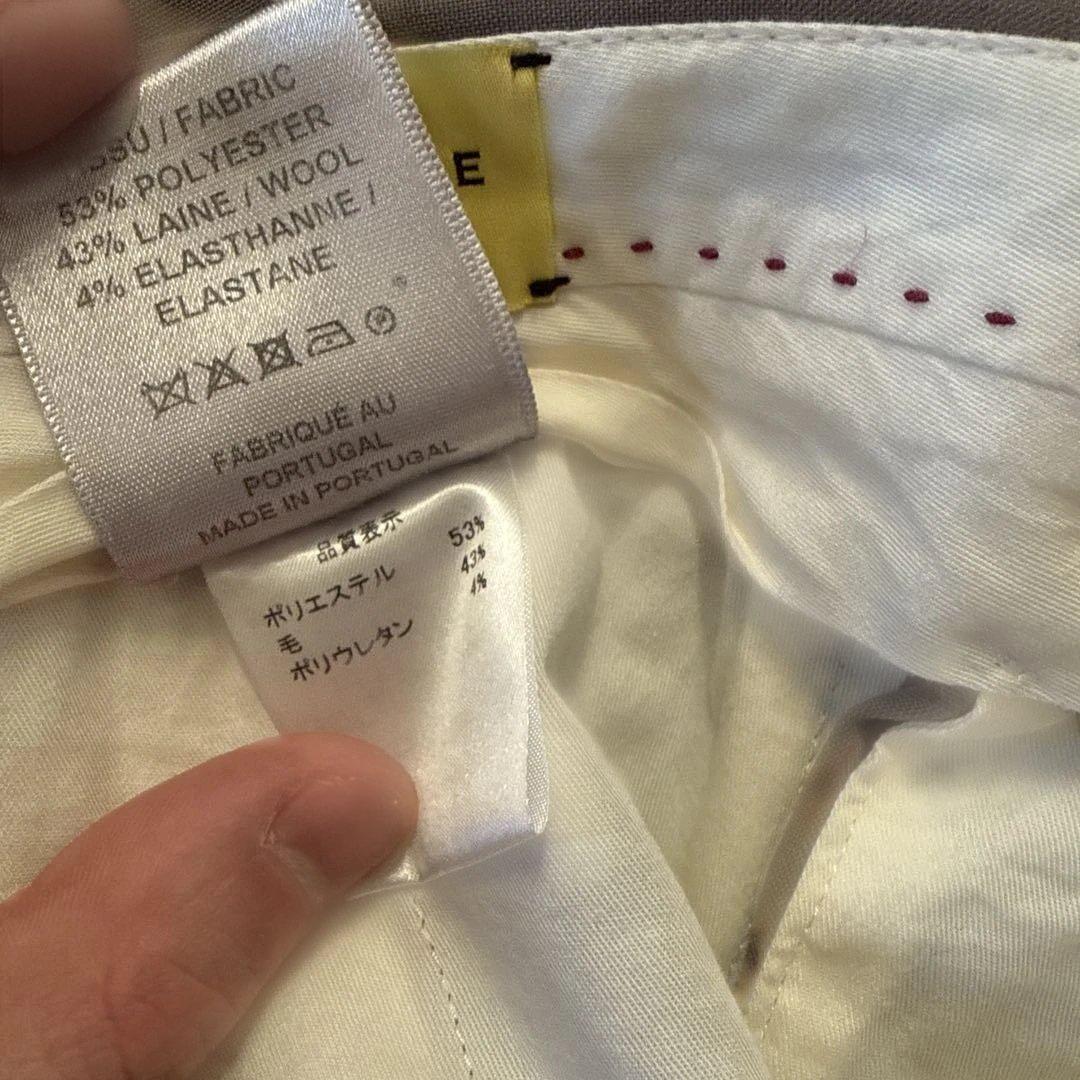 / FABRIC
53% POLYESTER
43% LAINE / WOOL
4% ELASTHANNE /
ELASTANE
FABRIQUÉ AU
PORTUGAL
MADE IN PORTUGAL
E
品質表示
ポリエステル 53%
毛 43%
ポリウレタン 4%